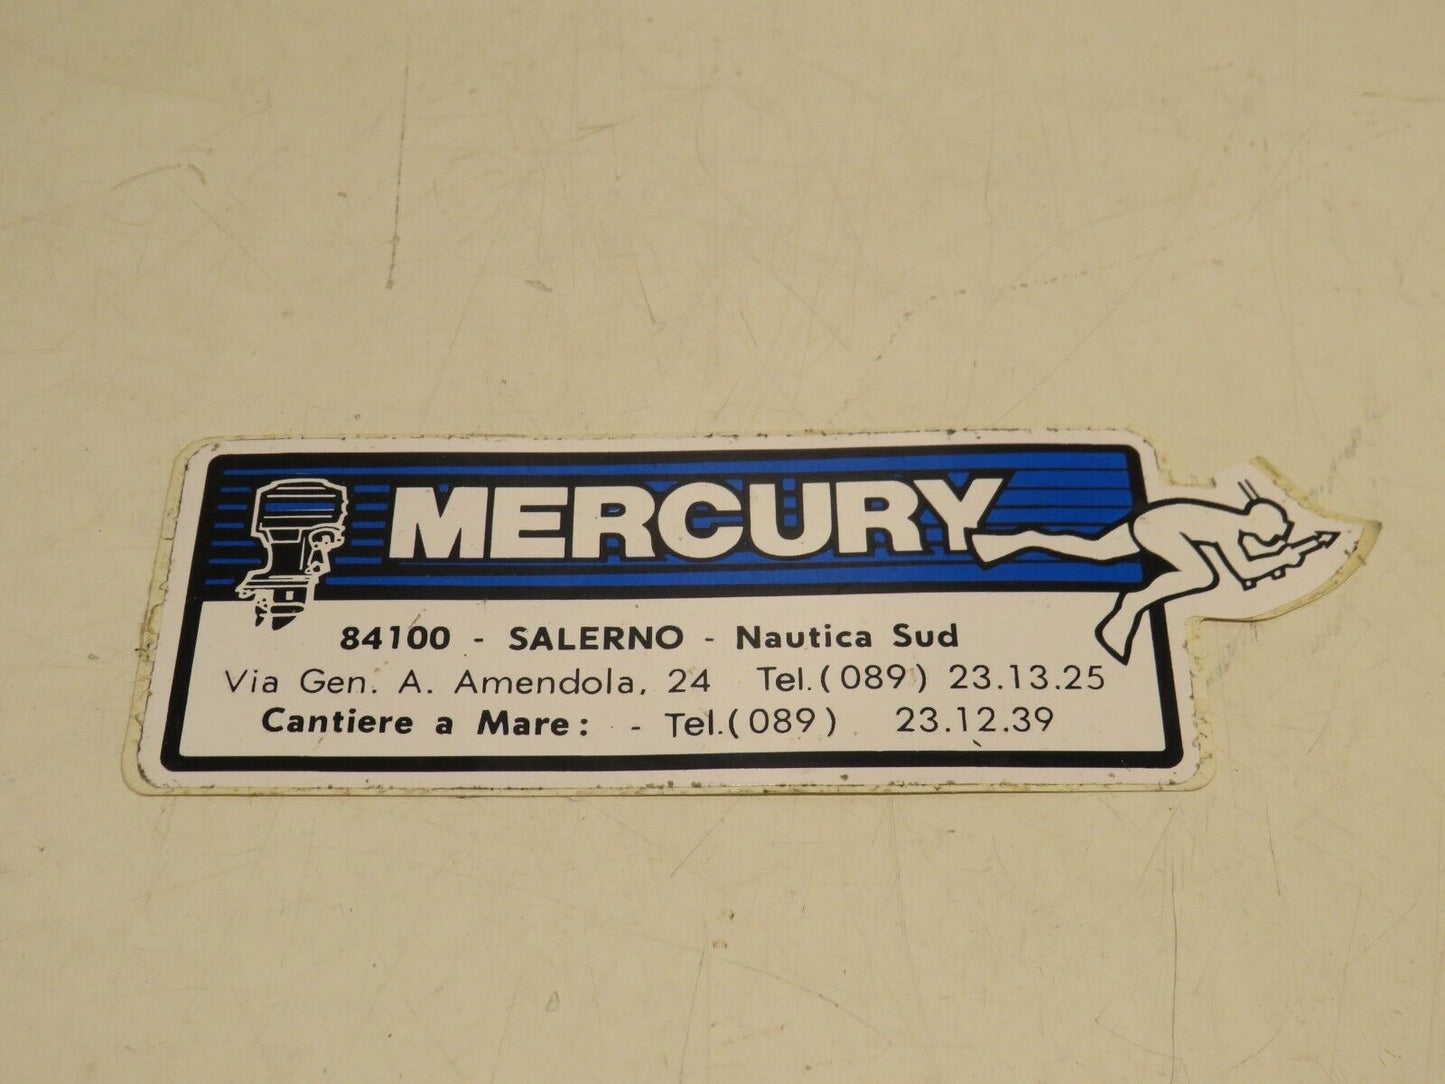 MERCURY
84100 - SALERNO - Nautica Sud
Via Gen. A. Amendola, 24 Tel.(089) 23.13.25
Cantiere a Mare: - Tel.(089) 23.12.39